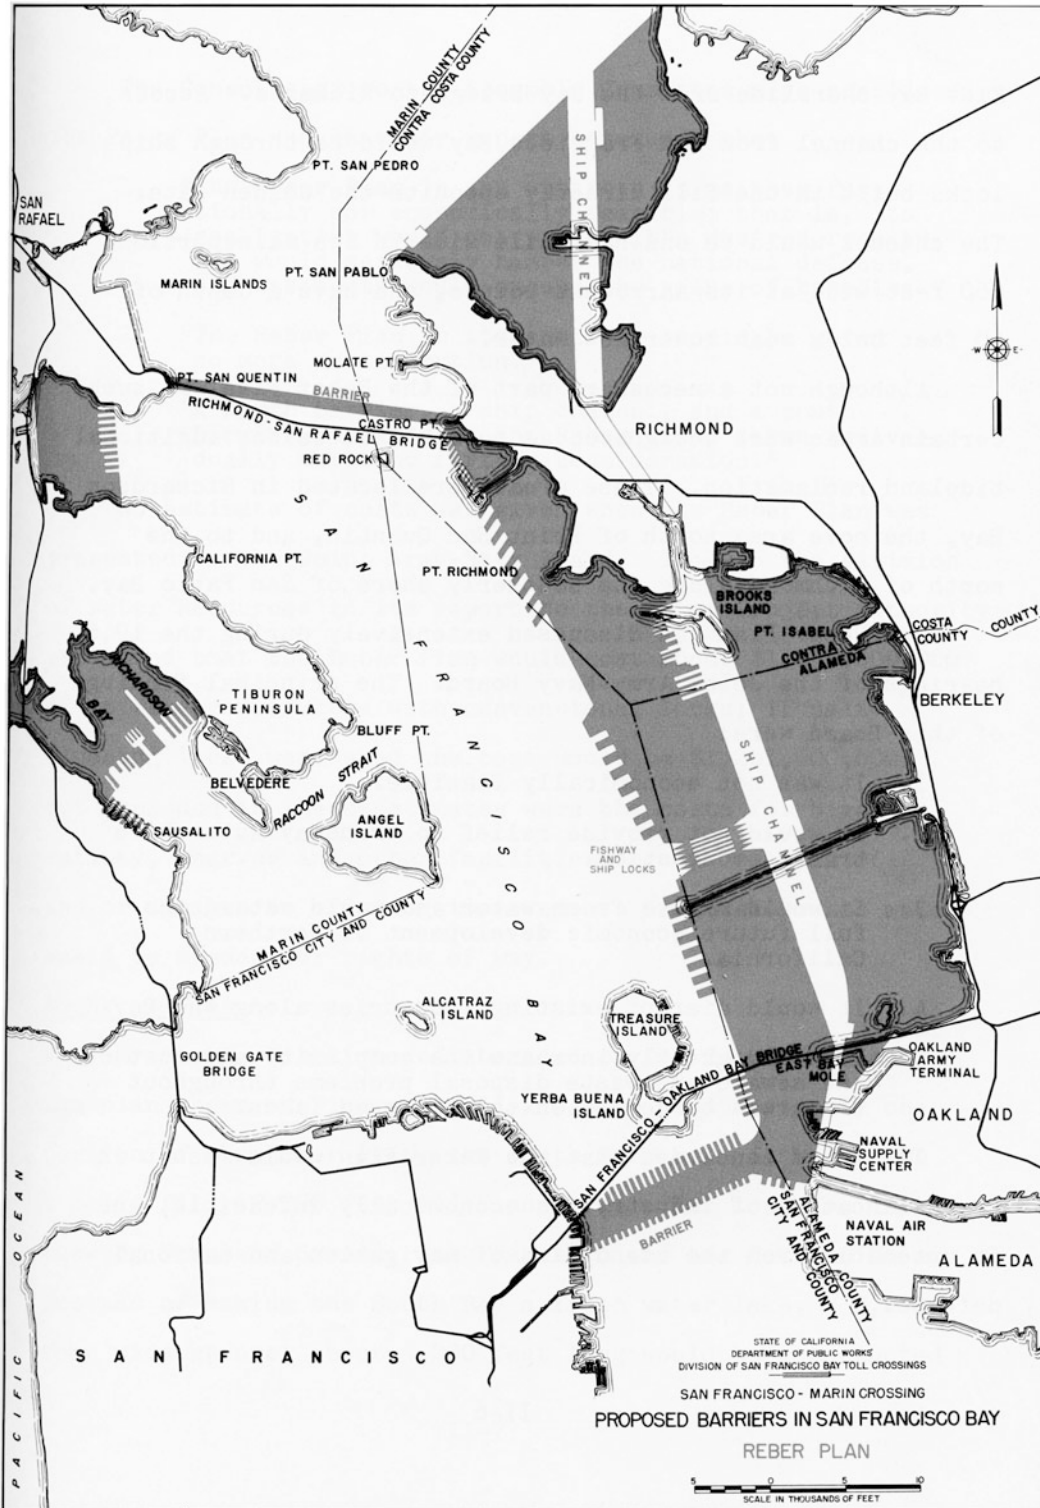 MARIN COUNTY
CONTRA COSTA COUNTY
SHIP CHANNEL
PT. SAN PEDRO
SAN
RAFAEL
MARIN ISLANDS
PT. SAN PABLO
W
E
MOLATE PT.
PT. SAN QUENTIN
BARRIER
RICHMOND-SAN RAFAEL BRIDGE
CASTRO PT.
RICHMOND
RED ROCK
SAN FRANCISCO BAY
CALIFORNIA PT.
PT. RICHMOND
BROOKS
ISLAND
PT. ISABEL
CONTRA
ALAMEDA
COSTA
COUNTY
COUNTY
RICHARDSON
BAY
TIBURON
PENINSULA
BERKELEY
BLUFF PT.
BELVEDERE
RACCOON STRAIT
SHIP CHANNEL
SAUSALITO
ANGEL
ISLAND
FISHWAY
AND
SHIP LOCKS
MARIN COUNTY
SAN FRANCISCO CITY AND COUNTY
ALCATRAZ
ISLAND
TREASURE
ISLAND
GOLDEN GATE
BRIDGE
SAN FRANCISCO - OAKLAND BAY BRIDGE
EAST BAY
MOLE
OAKLAND
ARMY
TERMINAL
YERBA BUENA
ISLAND
OAKLAND
NAVAL
SUPPLY
CENTER
BARRIER
ALAMEDA COUNTY
SAN FRANCISCO
CITY AND COUNTY
NAVAL AIR
STATION
ALAMEDA
PACIFIC OCEAN
SAN FRANCISCO
STATE OF CALIFORNIA
DEPARTMENT OF PUBLIC WORKS
DIVISION OF SAN FRANCISCO BAY TOLL CROSSINGS
SAN FRANCISCO - MARIN CROSSING
PROPOSED BARRIERS IN SAN FRANCISCO BAY
REBER PLAN
5 0 5 10
SCALE IN THOUSANDS OF FEET